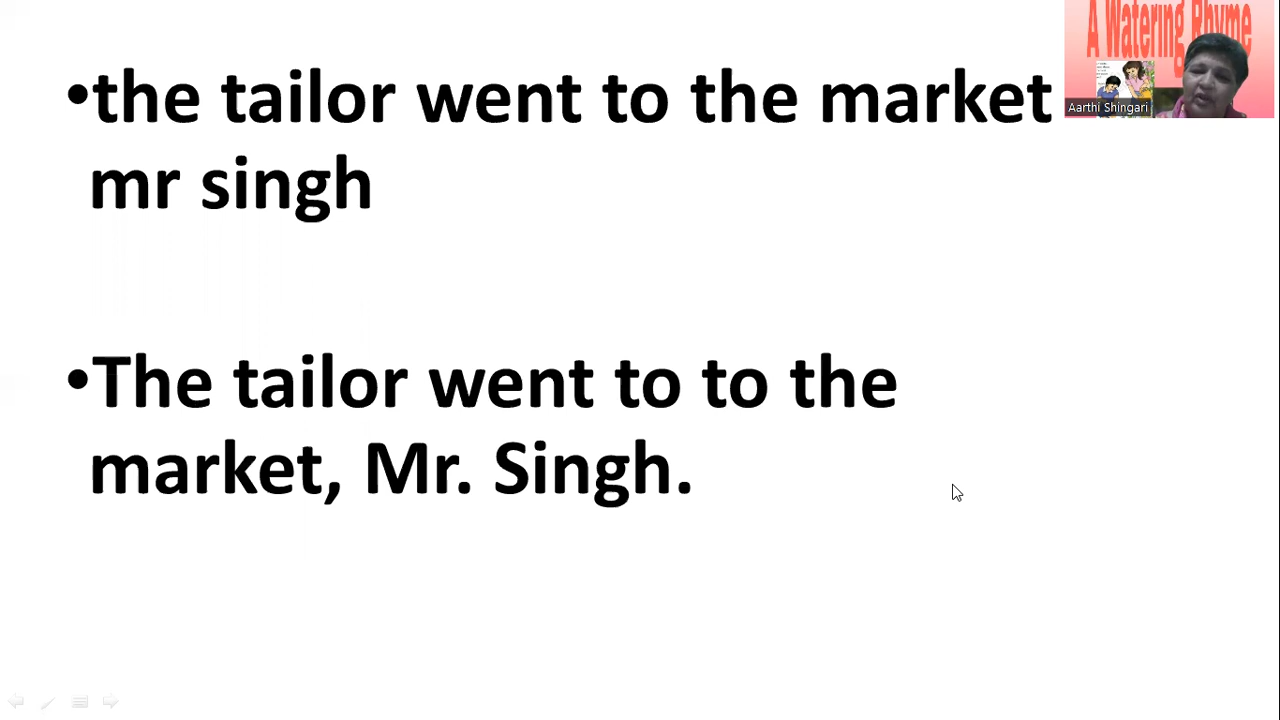 •the tailor went to the market
mr singh
•The tailor went to to the
market, Mr. Singh.
A Watering Rhyme
Aarthi Shingari